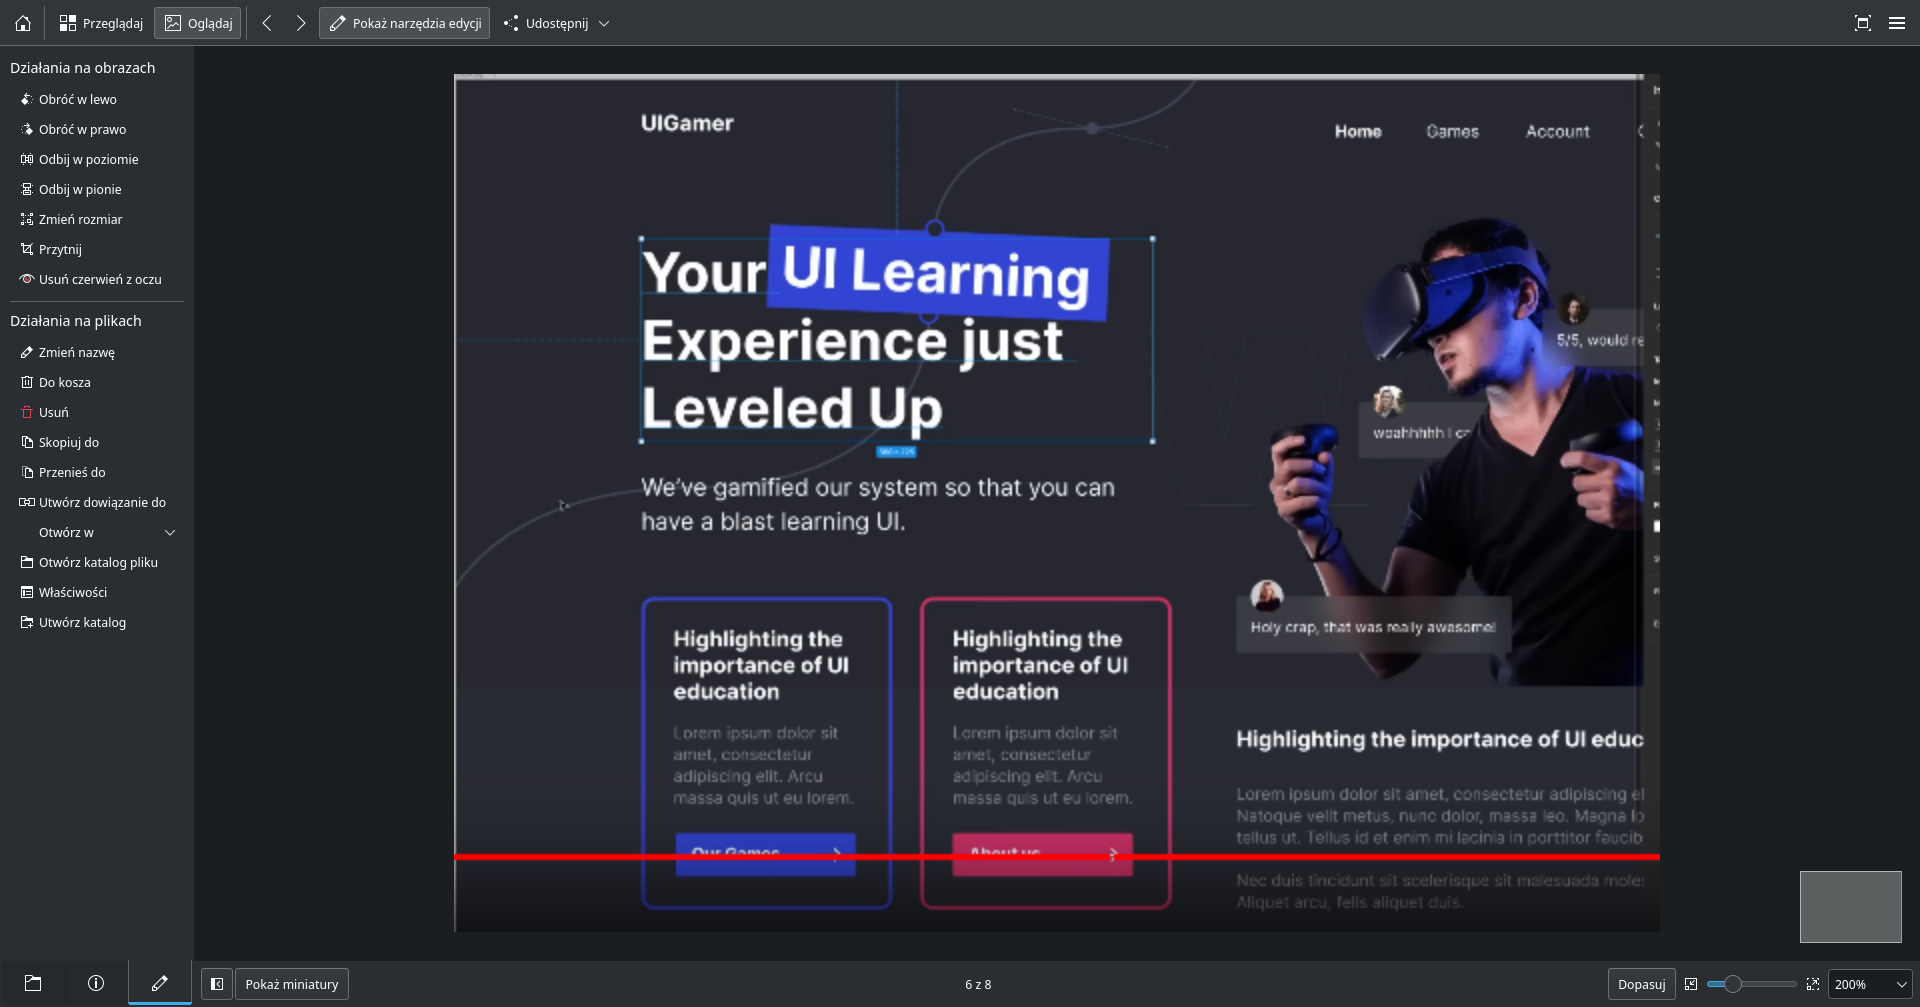 Przeglądaj
Oglądaj
Pokaż narzędzia edycji
Udostępnij
Działania na obrazach
Obróć w lewo
Obróć w prawo
Odbij w poziomie
Odbij w pionie
Zmień rozmiar
Przytnij
Usuń czerwień z oczu
Działania na plikach
Zmień nazwę
Do kosza
Usuń
Skopiuj do
Przenieś do
Utwórz dowiązanie do
Otwórz w
Otwórz katalog pliku
Właściwości
Utwórz katalog
UIGamer
Home Games Account
Your UI Learning
Experience just
Leveled Up
We've gamified our system so that you can
have a blast learning UI.
5/5, would re
woahhhhh I ca
Holy crap, that was really awesome!
Highlighting the
importance of UI
education
Lorem ipsum dolor sit
amet, consectetur
adipiscing elit. Arcu
massa quis ut eu lorem.
Our Games
Highlighting the
importance of UI
education
Lorem ipsum dolor sit
amet, consectetur
adipiscing elit. Arcu
massa quis ut eu lorem.
About us
Highlighting the importance of UI educ
Lorem ipsum dolor sit amet, consectetur adipiscing el
Natoque velit metus, nunc dolor, massa leo. Magna lo
tellus ut. Tellus id et enim mi lacinia in porttitor faucib
Nec duis tincidunt sit scelerisque sit malesuada moles
Aliquet arcu, felis aliquet duis.
Pokaż miniatury
6 z 8
Dopasuj
200%